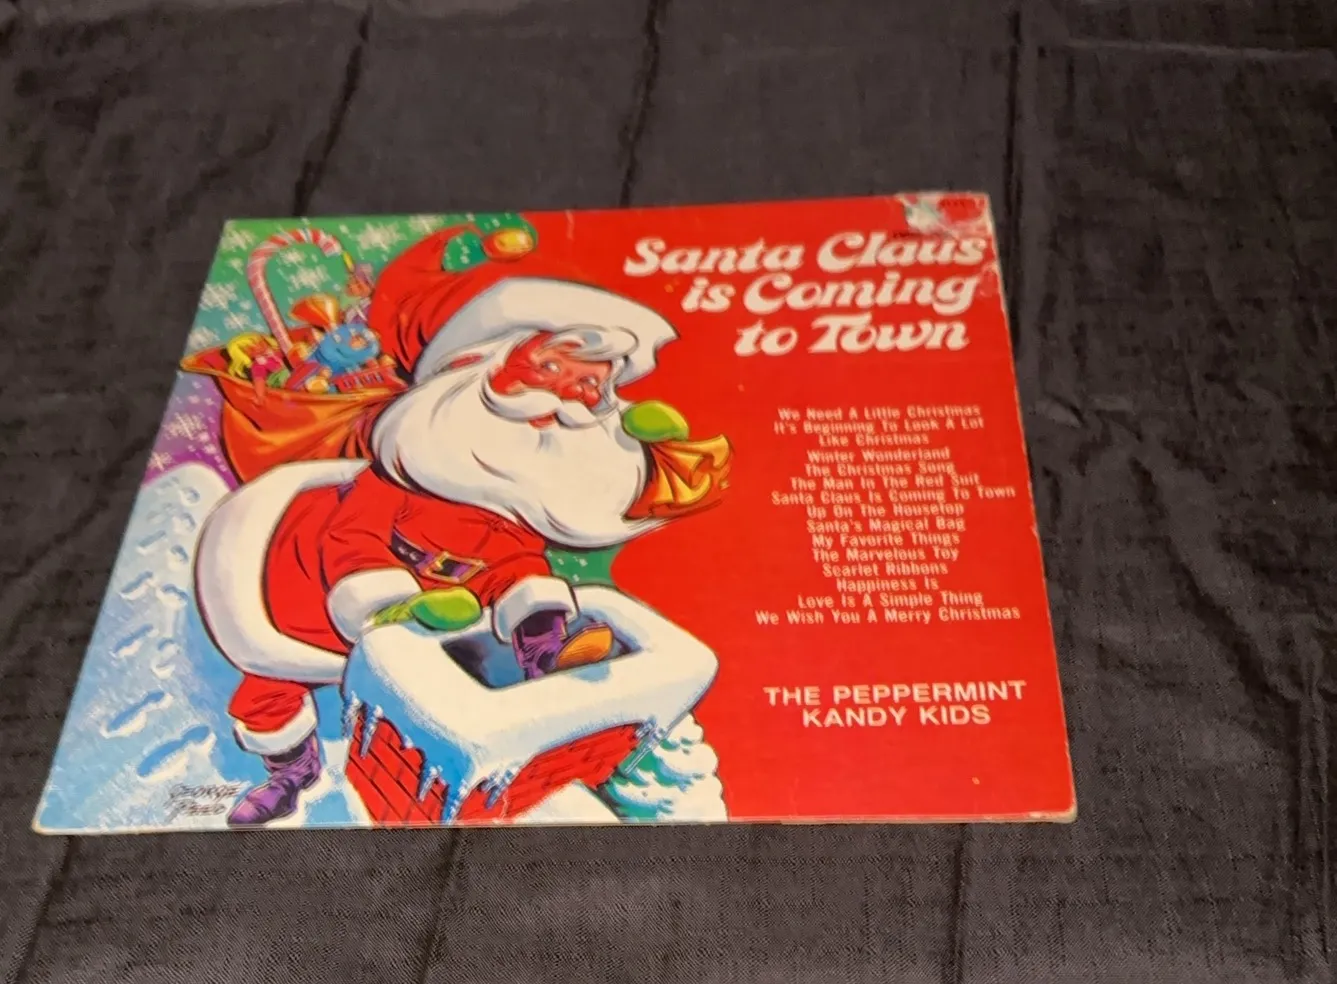 Santa Claus
is Coming
to Town
We Need A Little Christmas
It's Beginning To Look A Lot
Like Christmas
Winter Wonderland
The Christmas Song
The Man In The Red Suit
Santa Claus Is Coming To Town
Up On The Housetop
Santa's Magical Bag
My Favorite Things
The Marvelous Toy
Scarlet Ribbons
Happiness Is
Love Is A Simple Thing
We Wish You A Merry Christmas
THE PEPPERMINT
KANDY KIDS
GEORGE